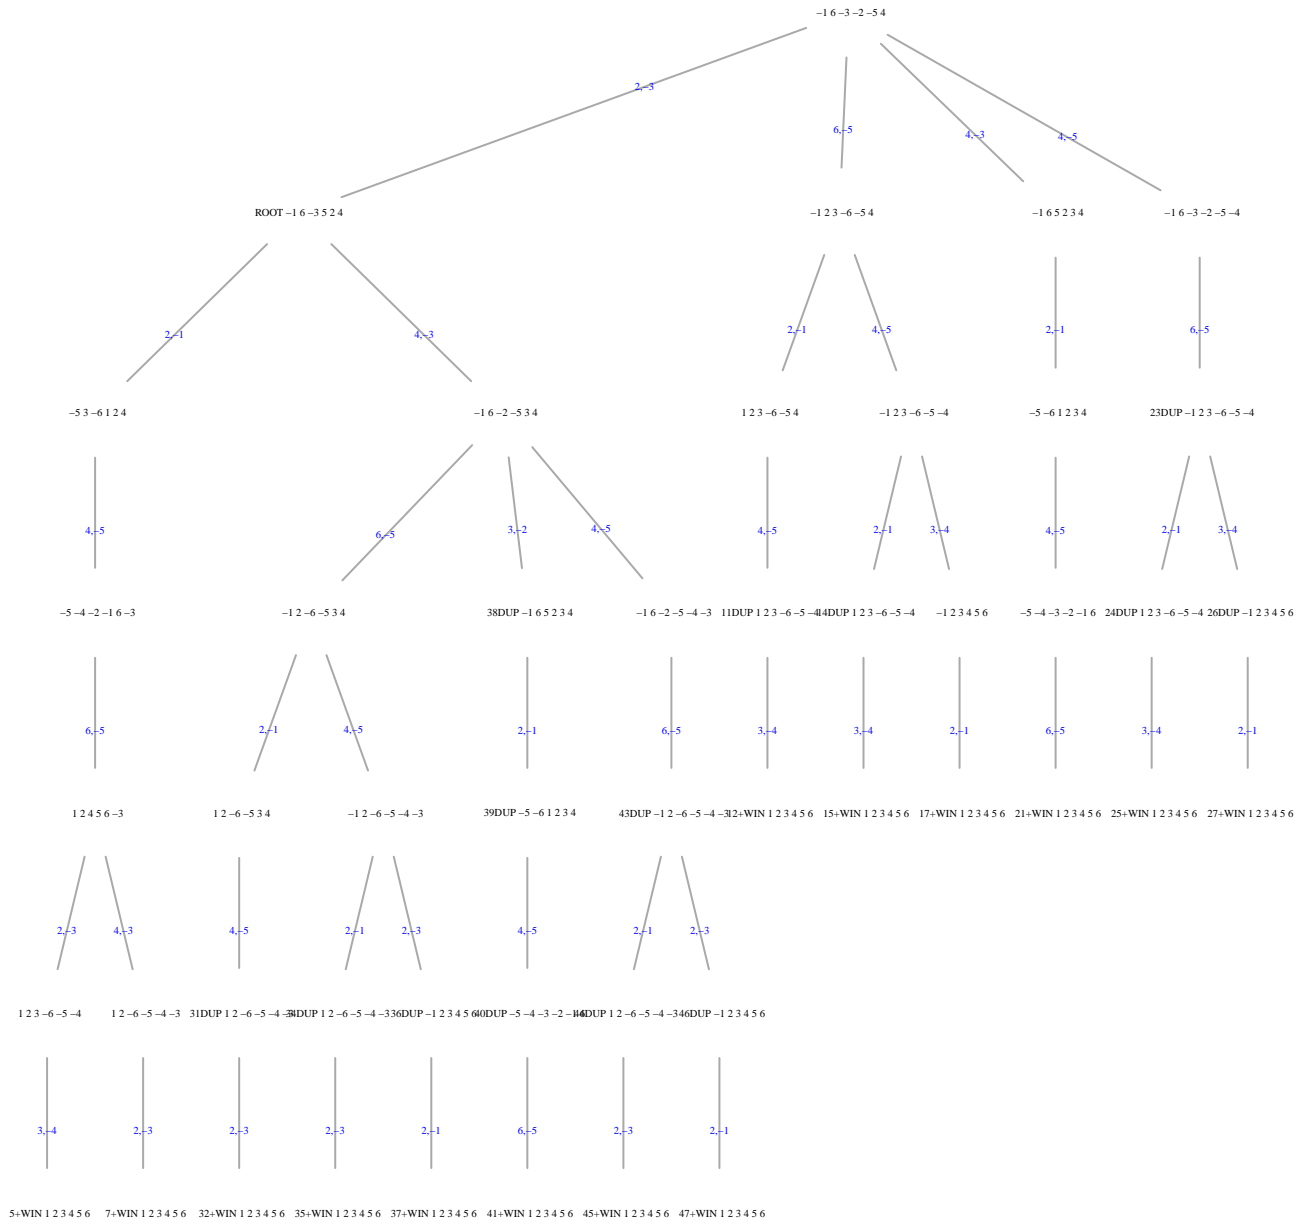 −1 6 −3 −2 −5 4
2,−3
6,−5
4,−3
4,−5
ROOT −1 6 −3 5 2 4
−1 2 3 −6 −5 4
−1 6 5 2 3 4
−1 6 −3 −2 −5 −4
2,−1
4,−3
2,−1
4,−5
2,−1
6,−5
−5 3 −6 1 2 4
−1 6 −2 −5 3 4
1 2 3 −6 −5 4
−1 2 3 −6 −5 −4
−5 −6 1 2 3 4
23DUP −1 2 3 −6 −5 −4
4,−5
6,−5
3,−2
4,−5
4,−5
2,−1
3,−4
4,−5
2,−1
3,−4
−5 −4 −2 −1 6 −3
−1 2 −6 −5 3 4
38DUP −1 6 5 2 3 4
−1 6 −2 −5 −4 −3
11DUP 1 2 3 −6 −5 −4
14DUP 1 2 3 −6 −5 −4
−1 2 3 4 5 6
−5 −4 −3 −2 −1 6
24DUP 1 2 3 −6 −5 −4
26DUP −1 2 3 4 5 6
6,−5
2,−1
4,−5
2,−1
6,−5
3,−4
3,−4
2,−1
6,−5
3,−4
2,−1
1 2 4 5 6 −3
1 2 −6 −5 3 4
−1 2 −6 −5 −4 −3
39DUP −5 −6 1 2 3 4
43DUP −1 2 −6 −5 −4 −3
12+WIN 1 2 3 4 5 6
15+WIN 1 2 3 4 5 6
17+WIN 1 2 3 4 5 6
21+WIN 1 2 3 4 5 6
25+WIN 1 2 3 4 5 6
27+WIN 1 2 3 4 5 6
2,−3
4,−3
4,−5
2,−1
2,−3
4,−5
2,−1
2,−3
1 2 3 −6 −5 −4
1 2 −6 −5 −4 −3
31DUP 1 2 −6 −5 −4 −3
34DUP 1 2 −6 −5 −4 −3
36DUP −1 2 3 4 5 6
40DUP −5 −4 −3 −2 −1 6
DUP 1 2 −6 −5 −4 −3
46DUP −1 2 3 4 5 6
3,−4
2,−3
2,−3
2,−3
2,−1
6,−5
2,−3
2,−1
5+WIN 1 2 3 4 5 6
7+WIN 1 2 3 4 5 6
32+WIN 1 2 3 4 5 6
35+WIN 1 2 3 4 5 6
37+WIN 1 2 3 4 5 6
41+WIN 1 2 3 4 5 6
45+WIN 1 2 3 4 5 6
47+WIN 1 2 3 4 5 6